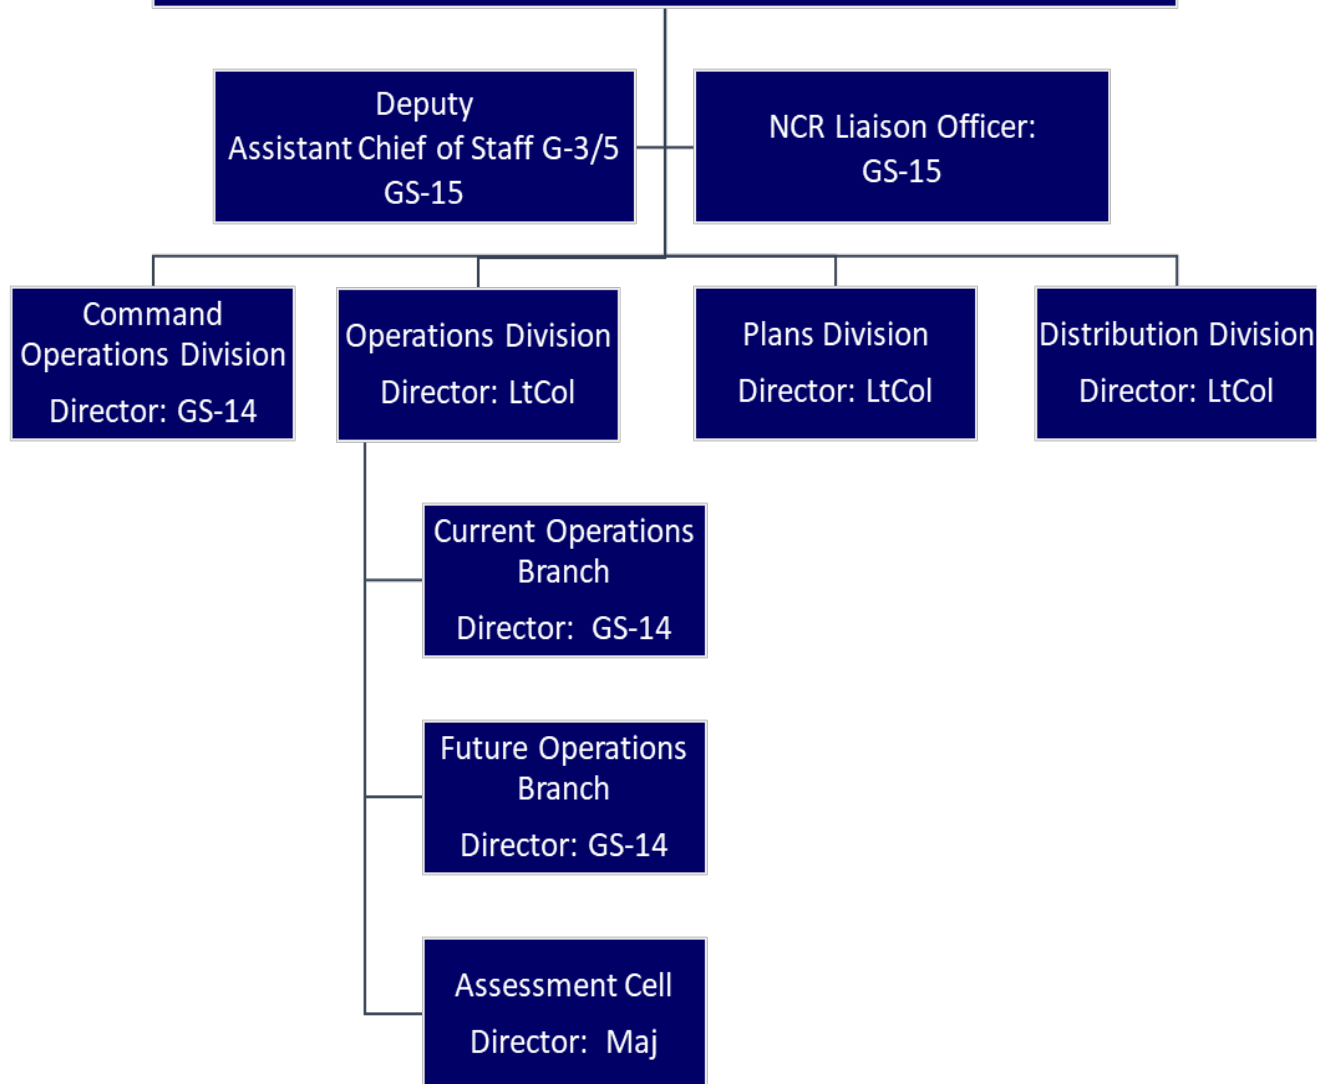 Deputy
Assistant Chief of Staff G-3/5
GS-15
NCR Liaison Officer:
GS-15
Command
Operations Division
Director: GS-14
Operations Division
Director: LtCol
Plans Division
Director: LtCol
Distribution Division
Director: LtCol
Current Operations
Branch
Director:  GS-14
Future Operations
Branch
Director: GS-14
Assessment Cell
Director:  Maj